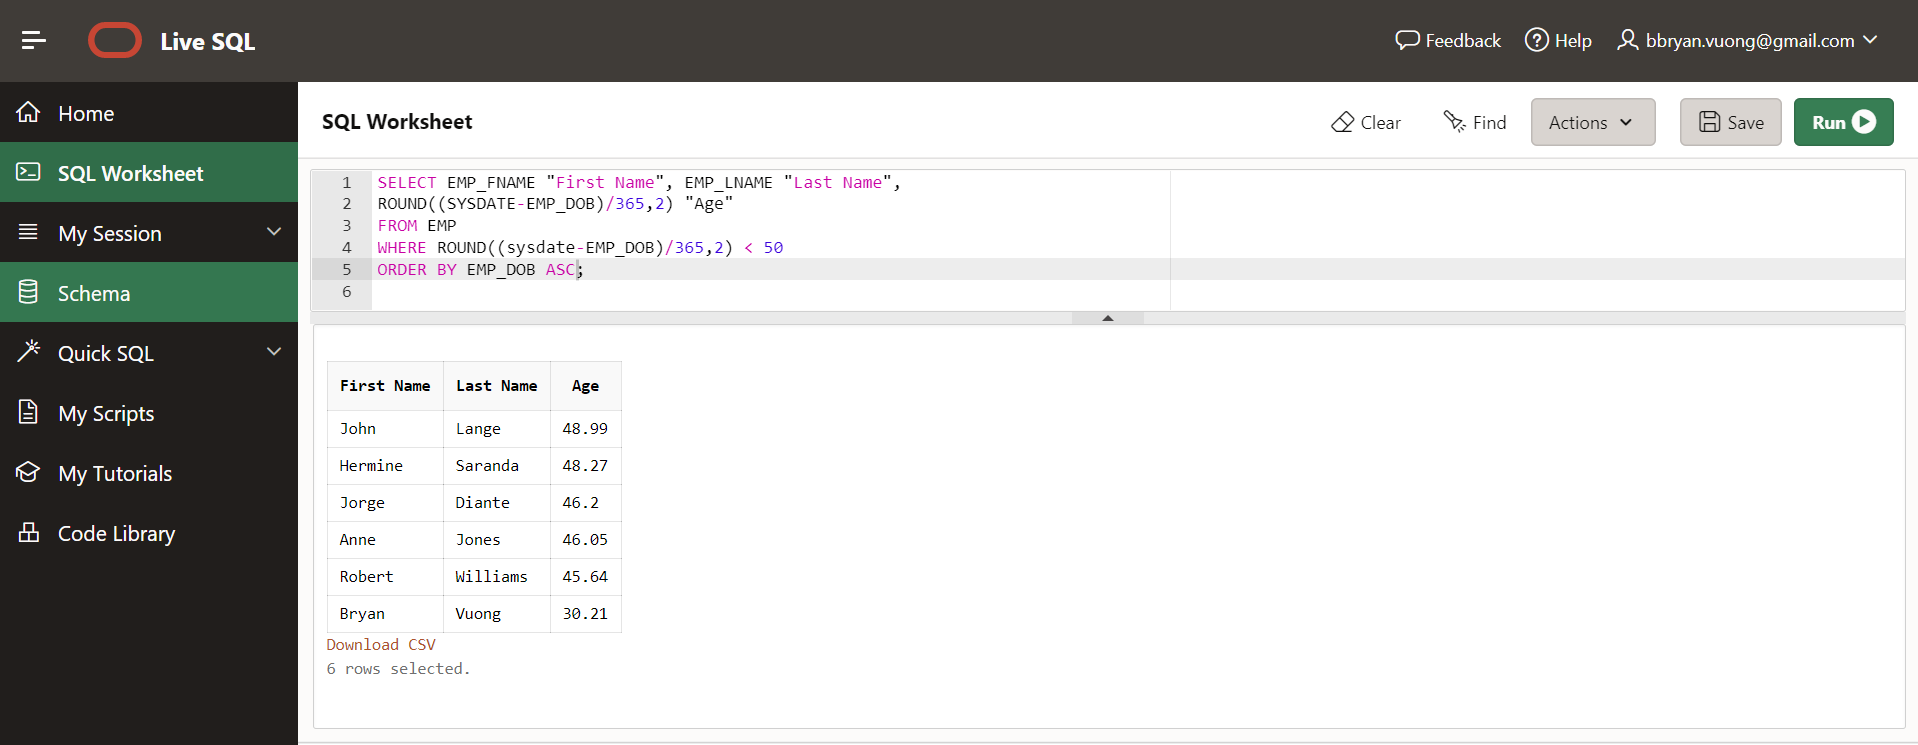 Live SQL
Feedback
Help
bbryan.vuong@gmail.com
Home
SQL Worksheet
My Session
Schema
Quick SQL
My Scripts
My Tutorials
Code Library
SQL Worksheet
Clear
Find
Actions
Save
Run
1 SELECT EMP_FNAME "First Name", EMP_LNAME "Last Name",
2 ROUND((SYSDATE-EMP_DOB)/365,2) "Age"
3 FROM EMP
4 WHERE ROUND((sysdate-EMP_DOB)/365,2) < 50
5 ORDER BY EMP_DOB ASC;
6
First Name Last Name Age
John Lange 48.99
Hermine Saranda 48.27
Jorge Diante 46.2
Anne Jones 46.05
Robert Williams 45.64
Bryan Vuong 30.21
Download CSV
6 rows selected.